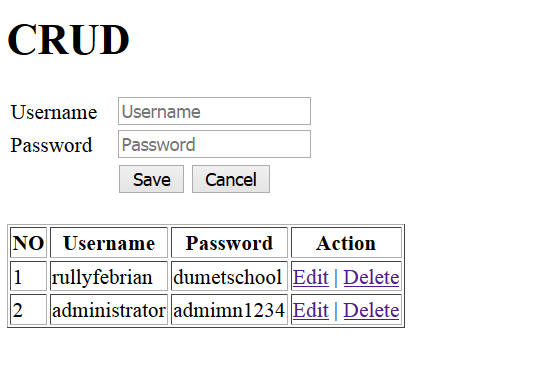 CRUD
Username Username
Password Password
Save Cancel
NO Username Password Action
1 rullyfebrian dumetschool Edit | Delete
2 administrator admimn1234 Edit | Delete